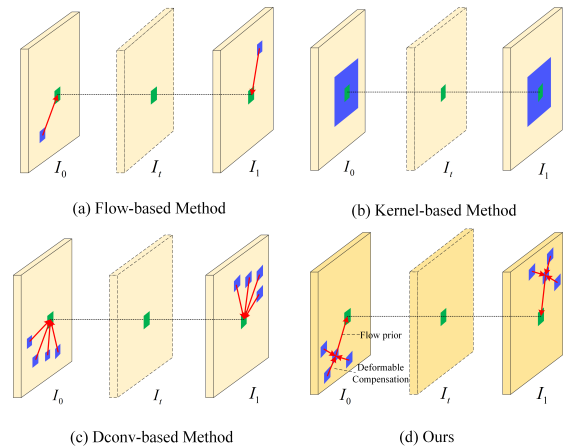 I₀ Iₜ I₁
(a) Flow-based Method
I₀ Iₜ I₁
(b) Kernel-based Method
I₀ Iₜ I₁
(c) Dconv-based Method
Flow prior
Deformable
Compensation
I₀ Iₜ I₁
(d) Ours